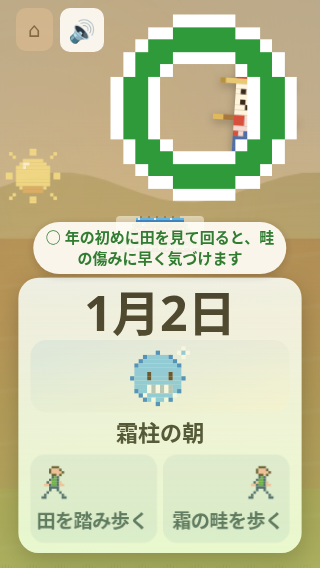 ○ 年の初めに田を見て回ると、畦
の傷みに早く気づけます
1月2日
霜柱の朝
田を踏み歩く
霜の畦を歩く